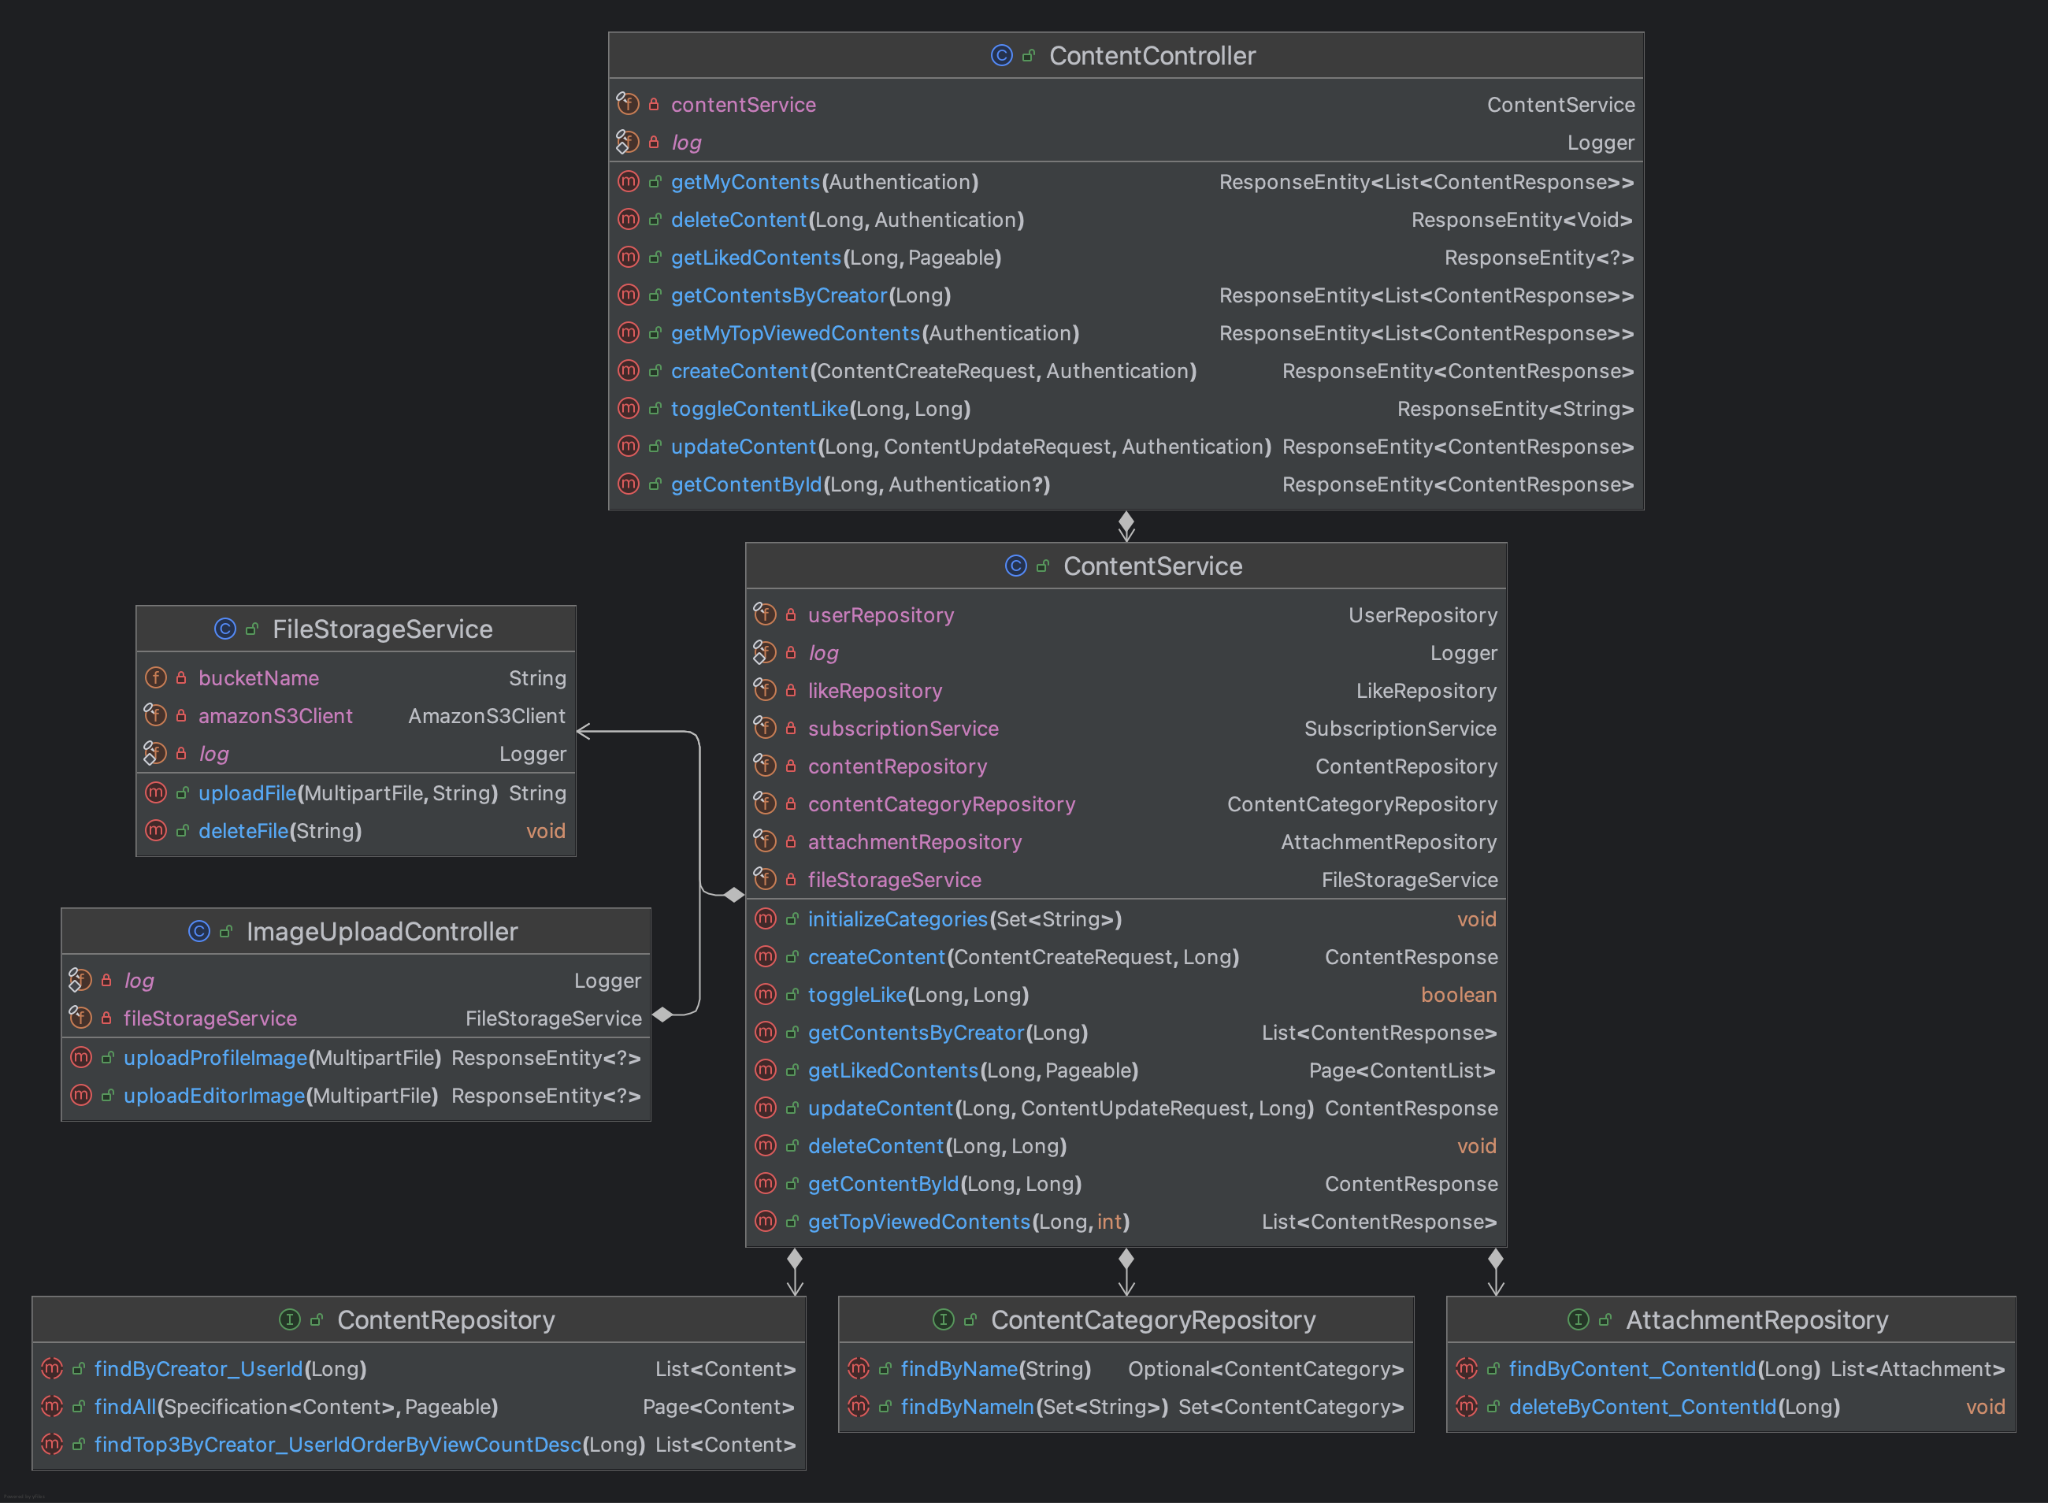 ContentController
contentService ContentService
log Logger
getMyContents(Authentication) ResponseEntity<List<ContentResponse>>
deleteContent(Long, Authentication) ResponseEntity<Void>
getLikedContents(Long, Pageable) ResponseEntity<?>
getContentsByCreator(Long) ResponseEntity<List<ContentResponse>>
getMyTopViewedContents(Authentication) ResponseEntity<List<ContentResponse>>
createContent(ContentCreateRequest, Authentication) ResponseEntity<ContentResponse>
toggleContentLike(Long, Long) ResponseEntity<String>
updateContent(Long, ContentUpdateRequest, Authentication) ResponseEntity<ContentResponse>
getContentById(Long, Authentication?) ResponseEntity<ContentResponse>
ContentService
userRepository UserRepository
log Logger
likeRepository LikeRepository
subscriptionService SubscriptionService
contentRepository ContentRepository
contentCategoryRepository ContentCategoryRepository
attachmentRepository AttachmentRepository
fileStorageService FileStorageService
initializeCategories(Set<String>) void
createContent(ContentCreateRequest, Long) ContentResponse
toggleLike(Long, Long) boolean
getContentsByCreator(Long) List<ContentResponse>
getLikedContents(Long, Pageable) Page<ContentList>
updateContent(Long, ContentUpdateRequest, Long) ContentResponse
deleteContent(Long, Long) void
getContentById(Long, Long) ContentResponse
getTopViewedContents(Long, int) List<ContentResponse>
FileStorageService
bucketName String
amazonS3Client AmazonS3Client
log Logger
uploadFile(MultipartFile, String) String
deleteFile(String) void
ImageUploadController
log Logger
fileStorageService FileStorageService
uploadProfileImage(MultipartFile) ResponseEntity<?>
uploadEditorImage(MultipartFile) ResponseEntity<?>
ContentRepository
findByCreator_UserId(Long) List<Content>
findAll(Specification<Content>, Pageable) Page<Content>
findTop3ByCreator_UserIdOrderByViewCountDesc(Long) List<Content>
ContentCategoryRepository
findByName(String) Optional<ContentCategory>
findByNameIn(Set<String>) Set<ContentCategory>
AttachmentRepository
findByContent_ContentId(Long) List<Attachment>
deleteByContent_ContentId(Long) void